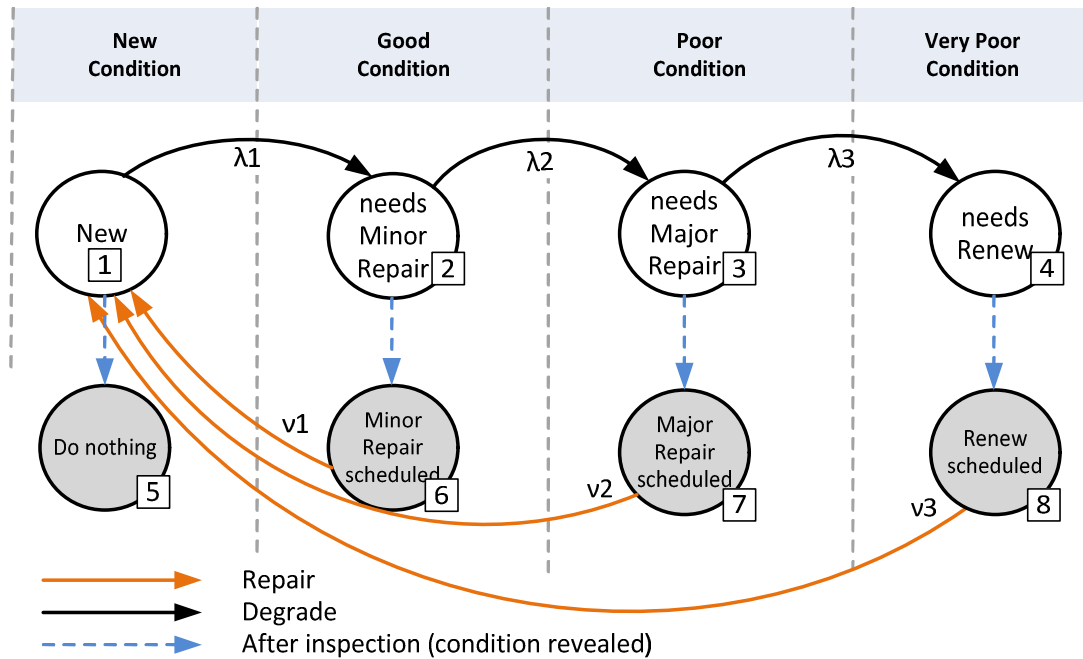 New
Condition
Good
Condition
Poor
Condition
Very Poor
Condition
λ1
λ2
λ3
New
1
needs
Minor
Repair
2
needs
Major
Repair
3
needs
Renew
4
Do nothing
5
ν1
Minor
Repair
scheduled
6
ν2
Major
Repair
scheduled
7
ν3
Renew
scheduled
8
Repair
Degrade
After inspection (condition revealed)